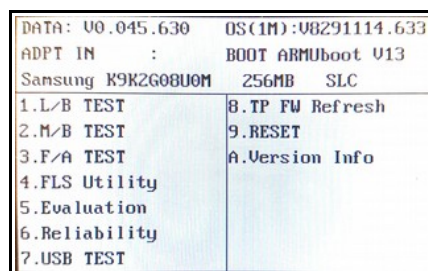 DATA: V0.045.630 OS(1M):V8291114.633
ADPT IN : BOOT ARMUboot V13
Samsung K9K2G08U0M 256MB SLC
1.L/B TEST 8.TP FW Refresh
2.M/B TEST 9.RESET
3.F/A TEST A.Version Info
4.FLS Utility
5.Evaluation
6.Reliability
7.USB TEST